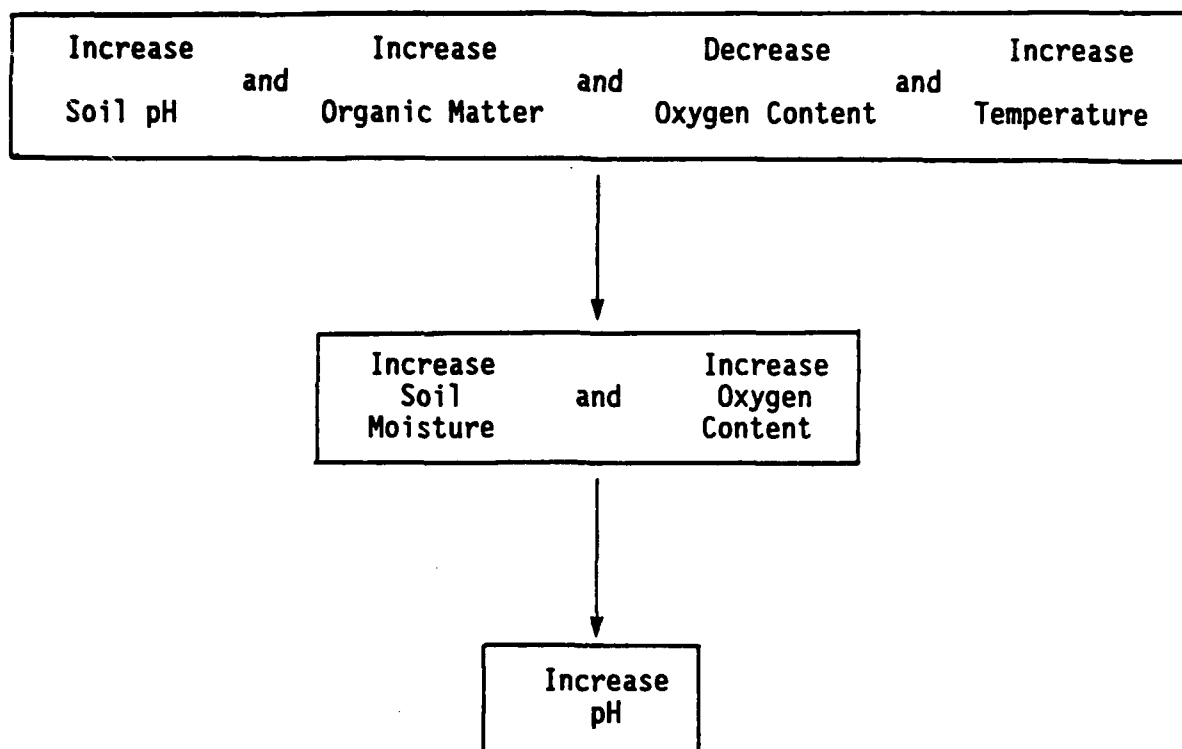 Increase Increase Decrease Increase
and and and
Soil pH Organic Matter Oxygen Content Temperature
Increase Increase
Soil and Oxygen
Moisture Content
Increase
pH